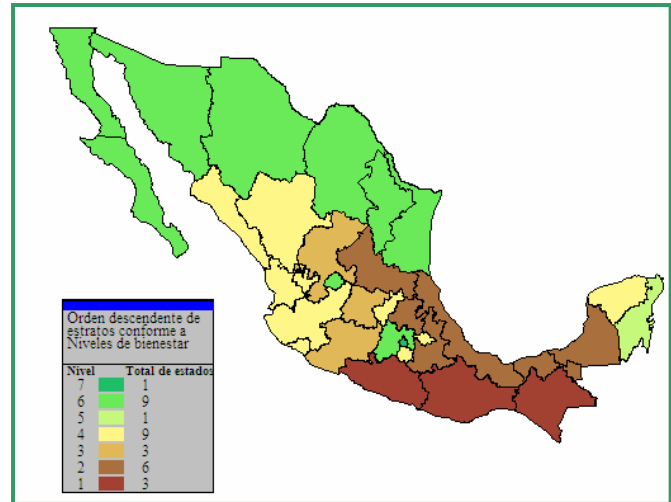 Orden descendente de
estratos conforme a
Niveles de bienestar
Nivel Total de estados
7 1
6 9
5 1
4 9
3 3
2 6
1 3